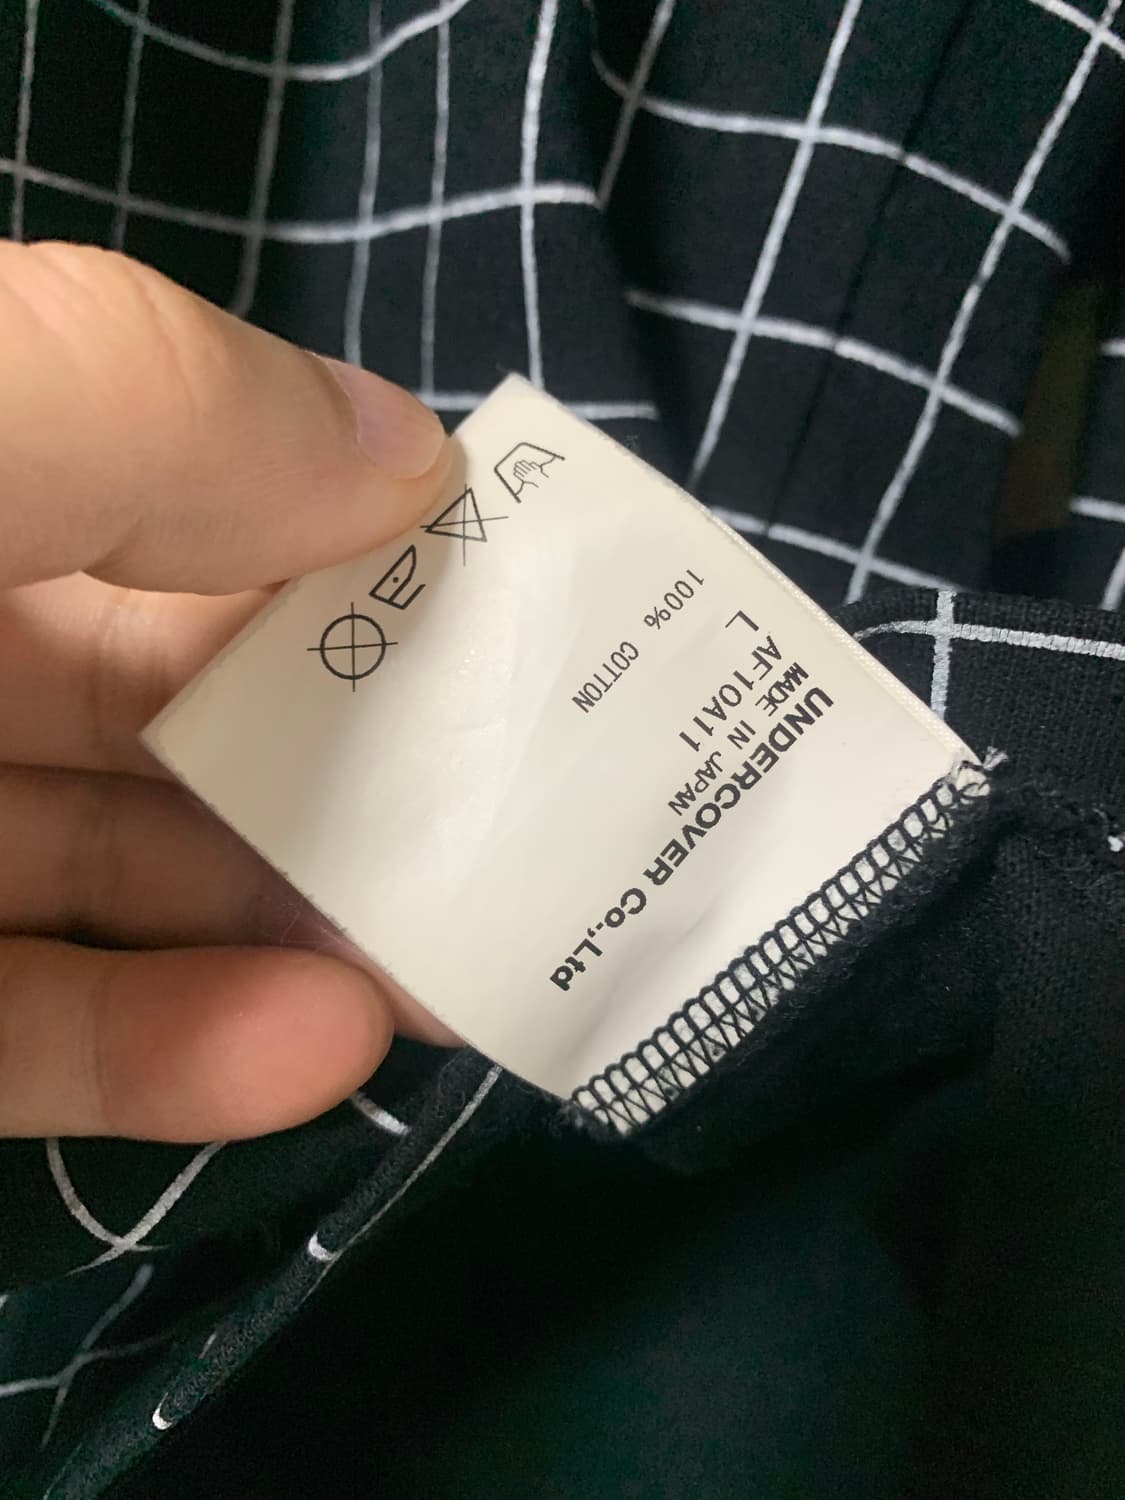 UNDERCOVER Co.,Ltd
MADE IN JAPAN
AF10A11
L
100% COTTON